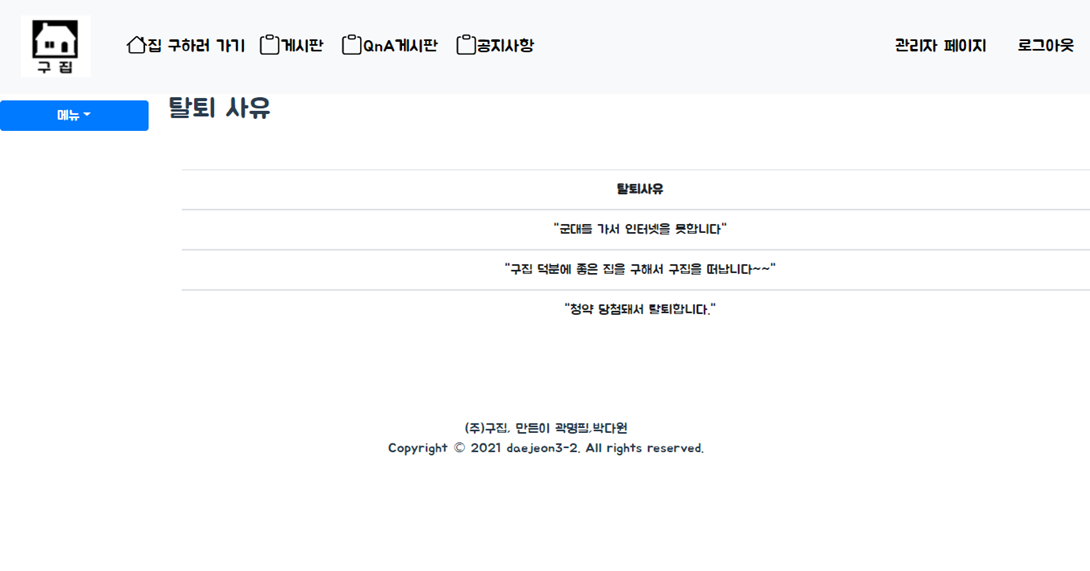 구 집
집 구하러 가기 게시판 QnA게시판 공지사항 관리자 페이지 로그아웃
메뉴
탈퇴 사유
탈퇴사유
"군대를 가서 인터넷을 못합니다"
"구집 덕분에 좋은 집을 구해서 구집을 떠납니다~~"
"청약 당첨돼서 탈퇴합니다."
(주)구집, 만든이 곽명필,박다원
Copyright © 2021 daejeon3-2. All rights reserved.